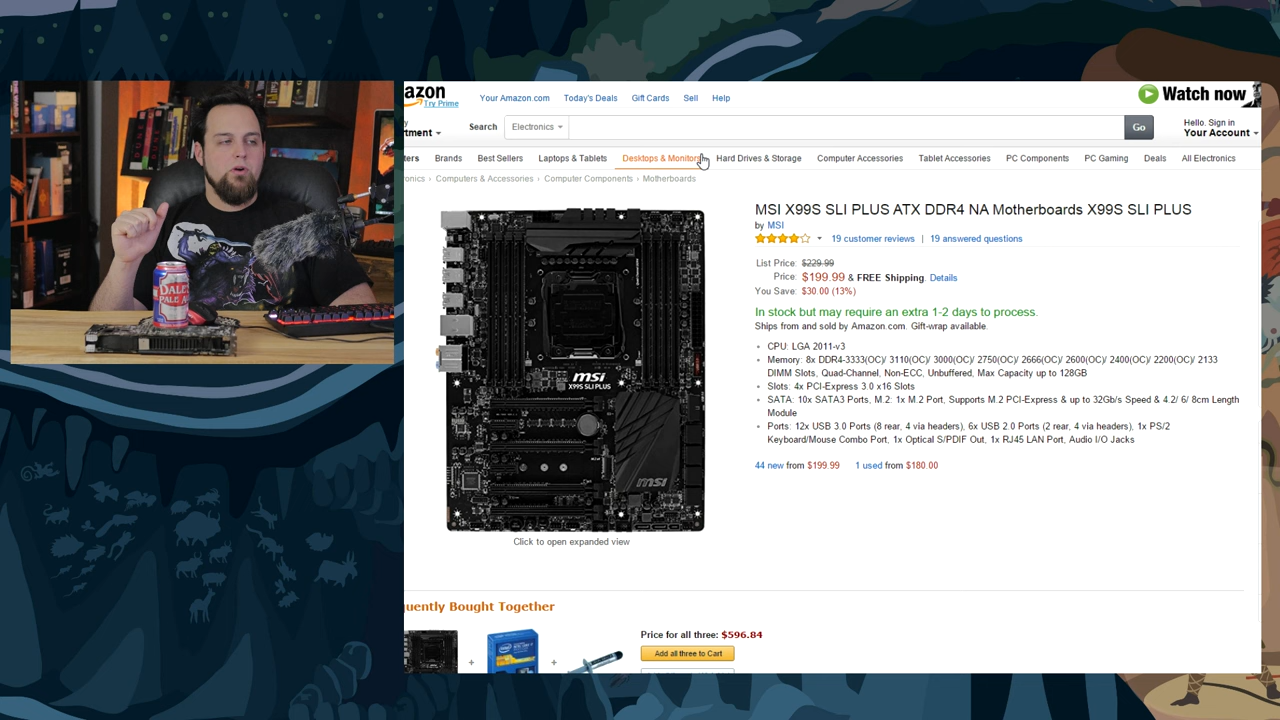 azon
Try Prime
Your Amazon.com Today's Deals Gift Cards Sell Help
Watch now
y
tment
Search Electronics Go
Hello. Sign in
Your Account
ters Brands Best Sellers Laptops & Tablets Desktops & Monitors Hard Drives & Storage Computer Accessories Tablet Accessories PC Components PC Gaming Deals All Electronics
ronics › Computers & Accessories › Computer Components › Motherboards
MSI X99S SLI PLUS ATX DDR4 NA Motherboards X99S SLI PLUS
by MSI
19 customer reviews | 19 answered questions
List Price: $229.99
Price: $199.99 & FREE Shipping. Details
You Save: $30.00 (13%)
In stock but may require an extra 1-2 days to process.
Ships from and sold by Amazon.com. Gift-wrap available.
• CPU: LGA 2011-v3
• Memory: 8x DDR4-3333(OC)/ 3110(OC)/ 3000(OC)/ 2750(OC)/ 2666(OC)/ 2600(OC)/ 2400(OC)/ 2200(OC)/ 2133
DIMM Slots, Quad-Channel, Non-ECC, Unbuffered, Max Capacity up to 128GB
• Slots: 4x PCI-Express 3.0 x16 Slots
• SATA: 10x SATA3 Ports, M.2: 1x M.2 Port, Supports M.2 PCI-Express & up to 32Gb/s Speed & 4.2/ 6/ 8cm Length
Module
• Ports: 12x USB 3.0 Ports (8 rear, 4 via headers), 6x USB 2.0 Ports (2 rear, 4 via headers), 1x PS/2
Keyboard/Mouse Combo Port, 1x Optical S/PDIF Out, 1x RJ45 LAN Port, Audio I/O Jacks
44 new from $199.99 1 used from $180.00
msi
X99S SLI PLUS
msi
Click to open expanded view
DALE'S
PALE A
quently Bought Together
Price for all three: $596.84
Add all three to Cart
+ +
intel